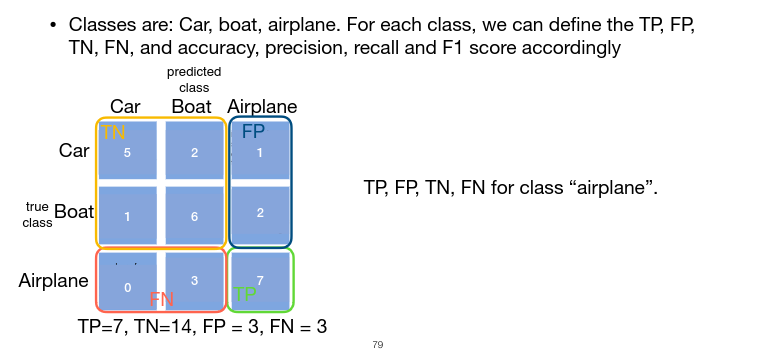 • Classes are: Car, boat, airplane. For each class, we can define the TP, FP,
TN, FN, and accuracy, precision, recall and F1 score accordingly
predicted
class
Car Boat Airplane
TN FP
Car 5 2 1
TP, FP, TN, FN for class “airplane”.
true
class
Boat 1 6 2
Airplane 0 3 7
FN TP
TP=7, TN=14, FP = 3, FN = 3
79